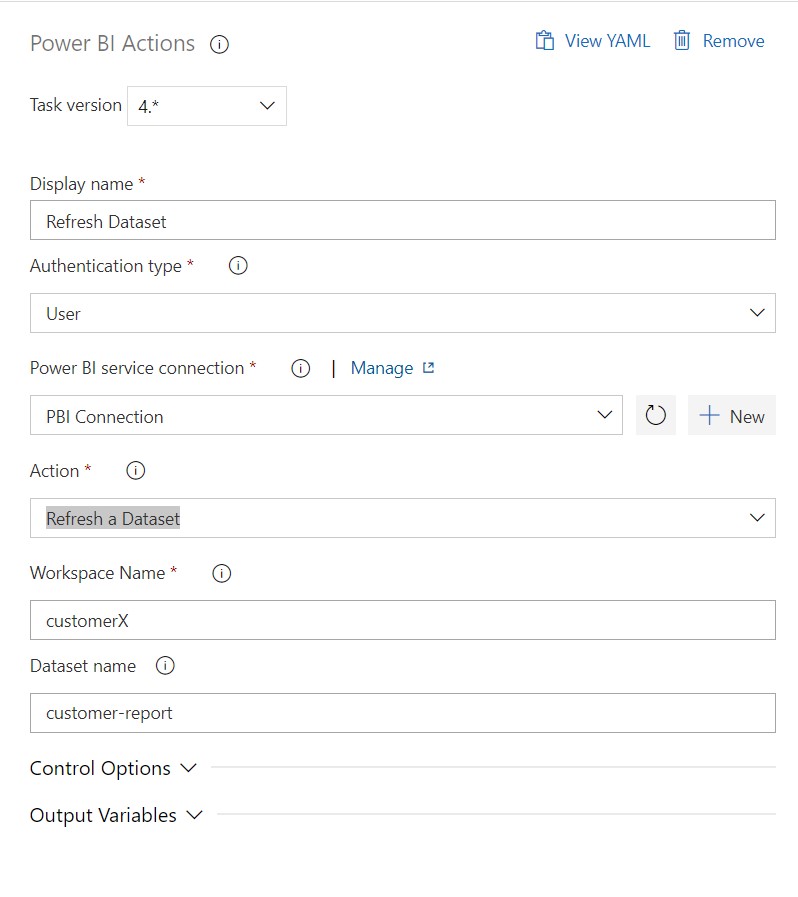 Power BI Actions View YAML Remove
Task version 4.*
Display name *
Refresh Dataset
Authentication type *
User
Power BI service connection * | Manage
PBI Connection New
Action *
Refresh a Dataset
Workspace Name *
customerX
Dataset name
customer-report
Control Options
Output Variables